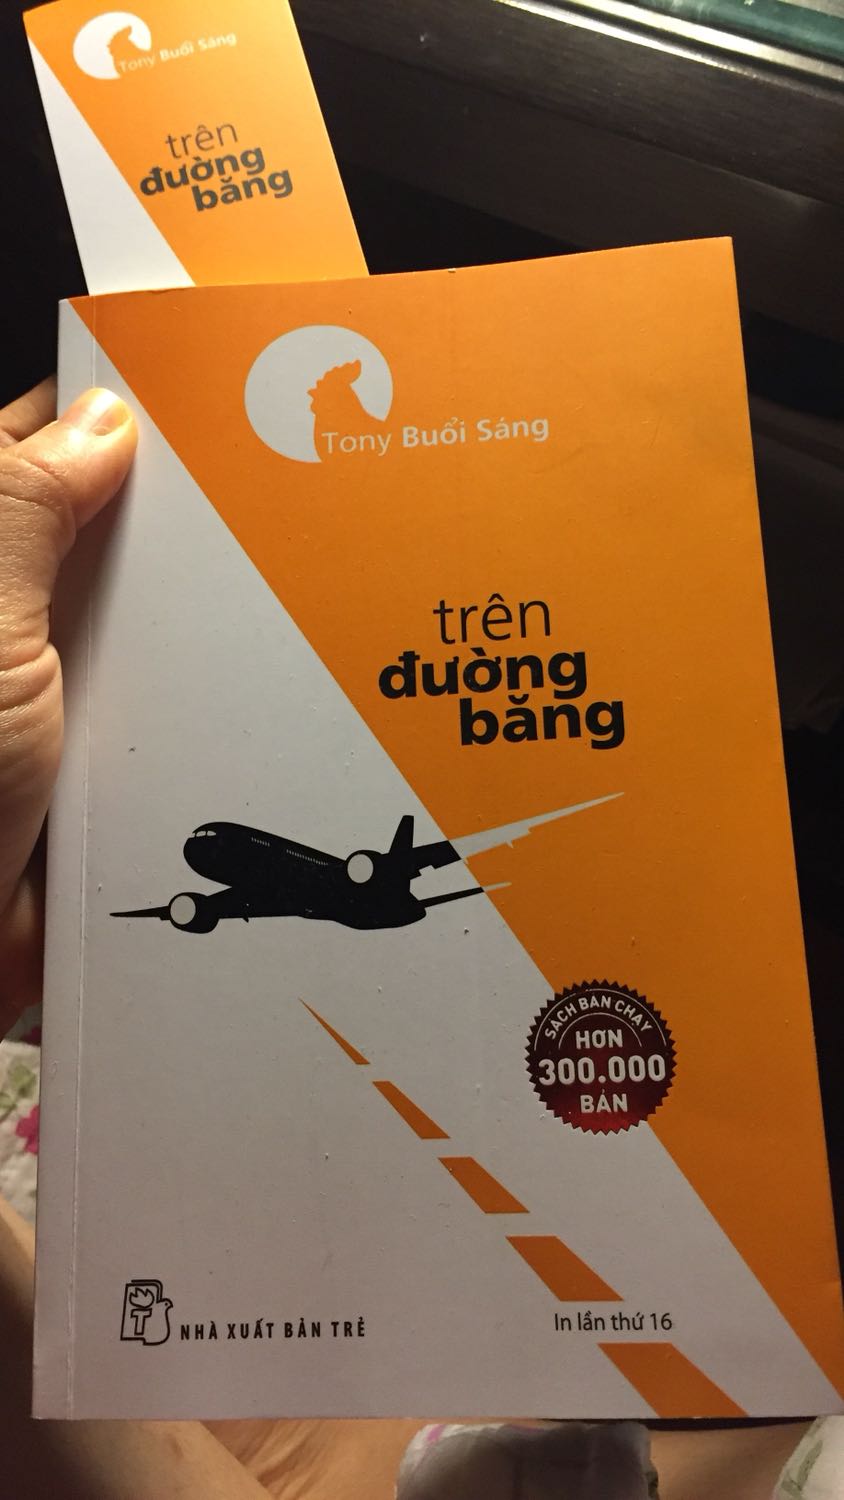 Tony Buổi Sáng
trên
đường
băng
Tony Buổi Sáng
trên
đường
băng
SÁCH BÁN CHẠY
HƠN
300.000
BẢN
T
NHÀ XUẤT BẢN TRẺ
In lần thứ 16